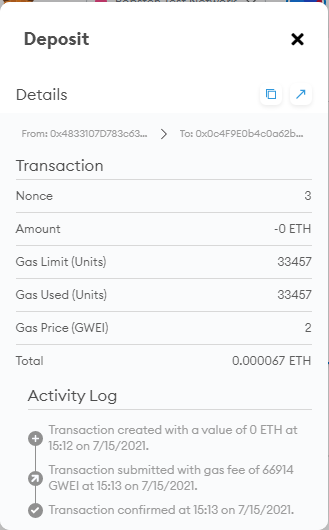 Ropsten Test Network
Deposit
Details
From: 0x4833107D783c63... To: 0x0c4F9E0b4c0a62b...
Transaction
Nonce 3
Amount -0 ETH
Gas Limit (Units) 33457
Gas Used (Units) 33457
Gas Price (GWEI) 2
Total 0.000067 ETH
Activity Log
Transaction created with a value of 0 ETH at
15:12 on 7/15/2021.
Transaction submitted with gas fee of 66914
GWEI at 15:13 on 7/15/2021.
Transaction confirmed at 15:13 on 7/15/2021.